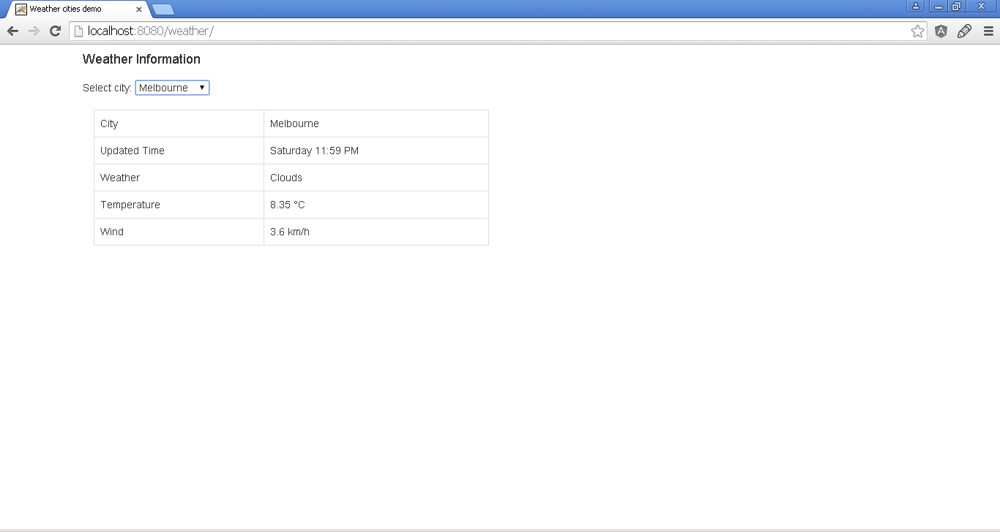 Weather cities demo
localhost:8080/weather/
Weather Information
Select city: Melbourne
City Melbourne
Updated Time Saturday 11:59 PM
Weather Clouds
Temperature 8.35 °C
Wind 3.6 km/h